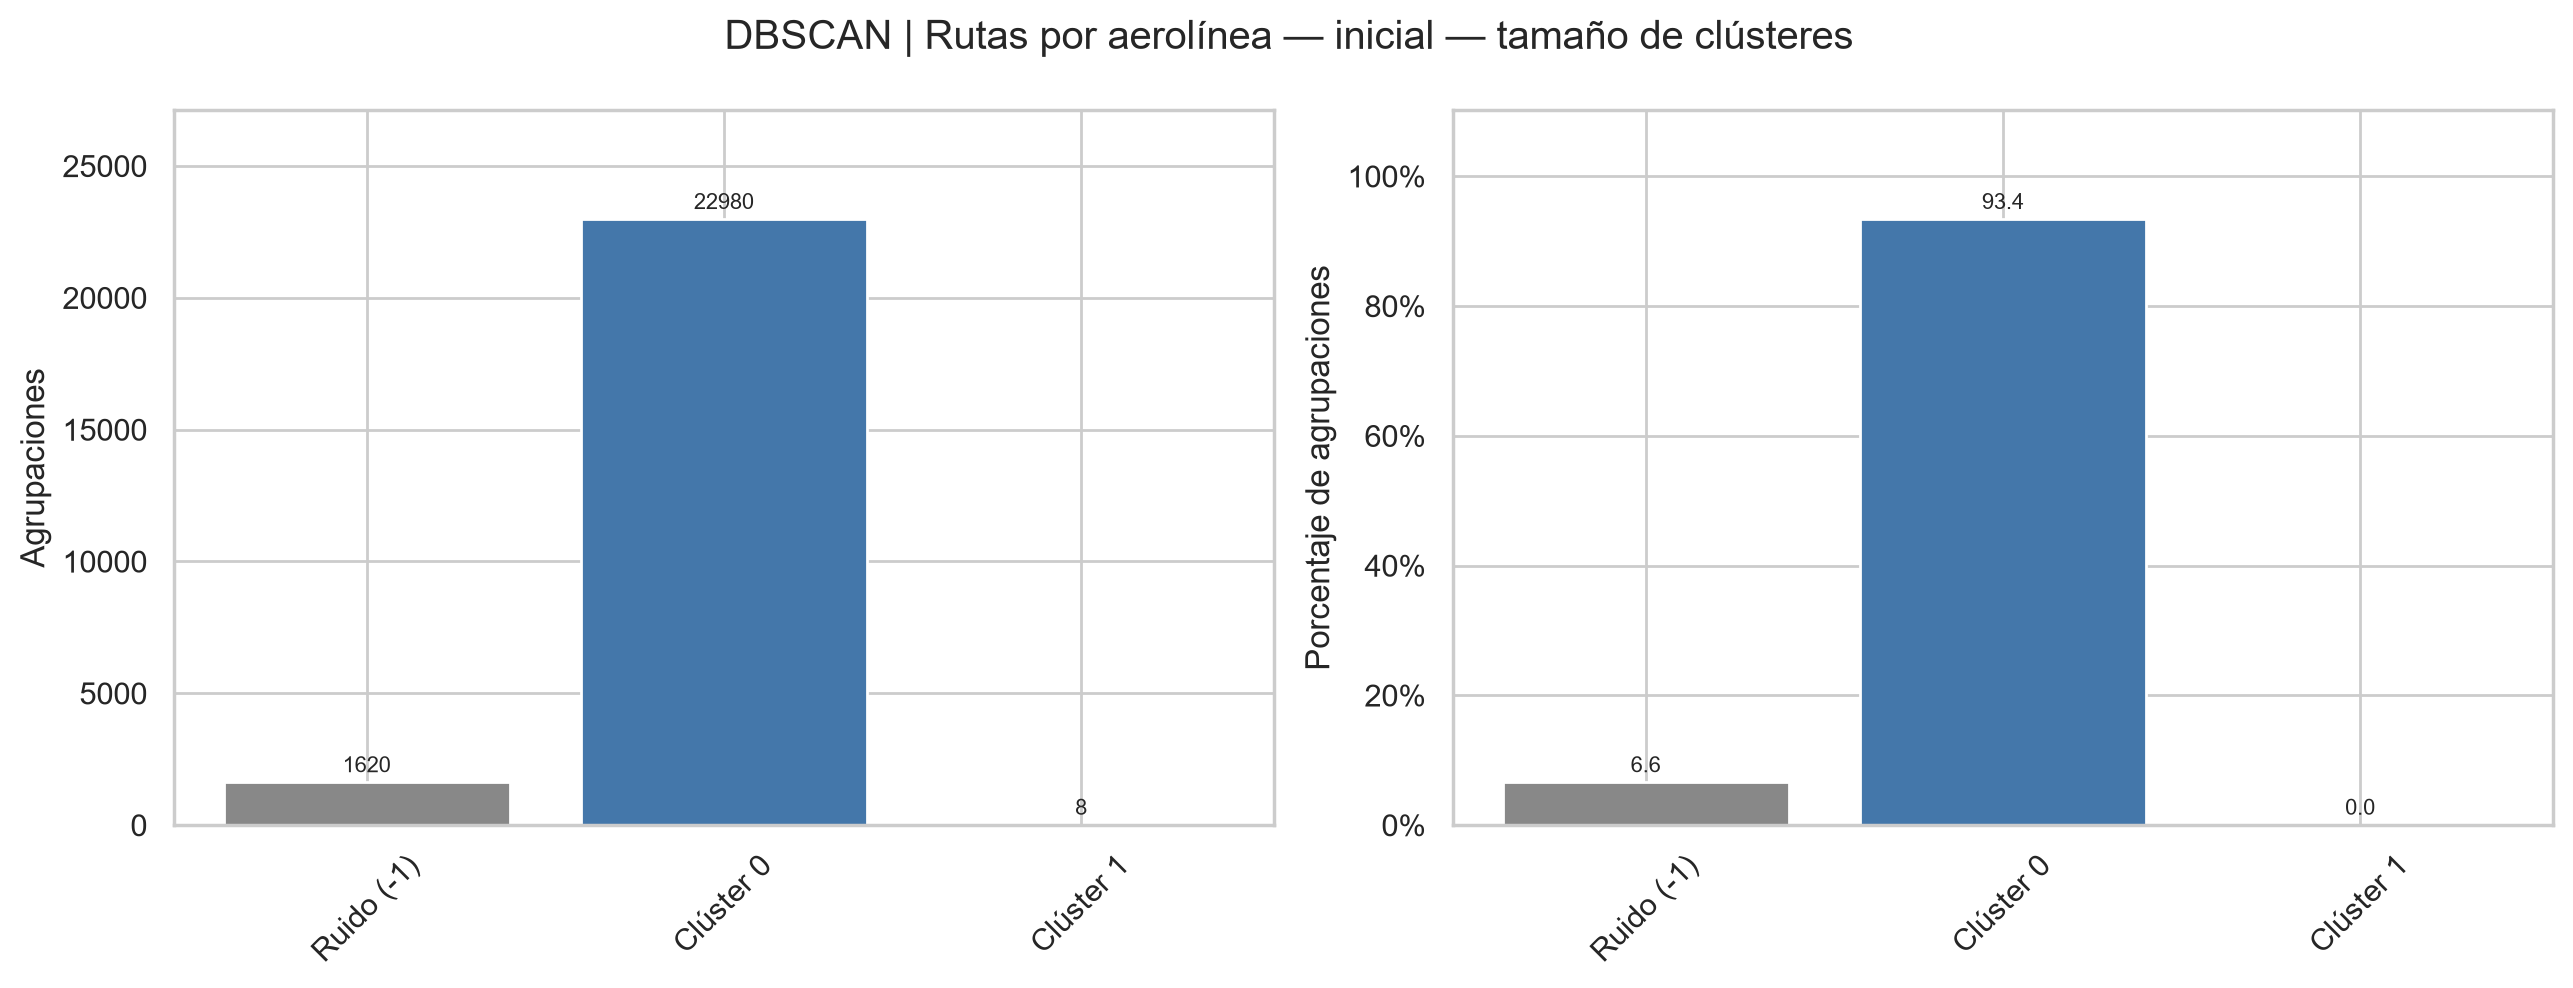 DBSCAN | Rutas por aerolínea — inicial — tamaño de clústeres
Agrupaciones
25000
20000
15000
10000
5000
0
1620
22980
8
Ruido (-1)
Clúster 0
Clúster 1
Porcentaje de agrupaciones
100%
80%
60%
40%
20%
0%
6.6
93.4
0.0
Ruido (-1)
Clúster 0
Clúster 1